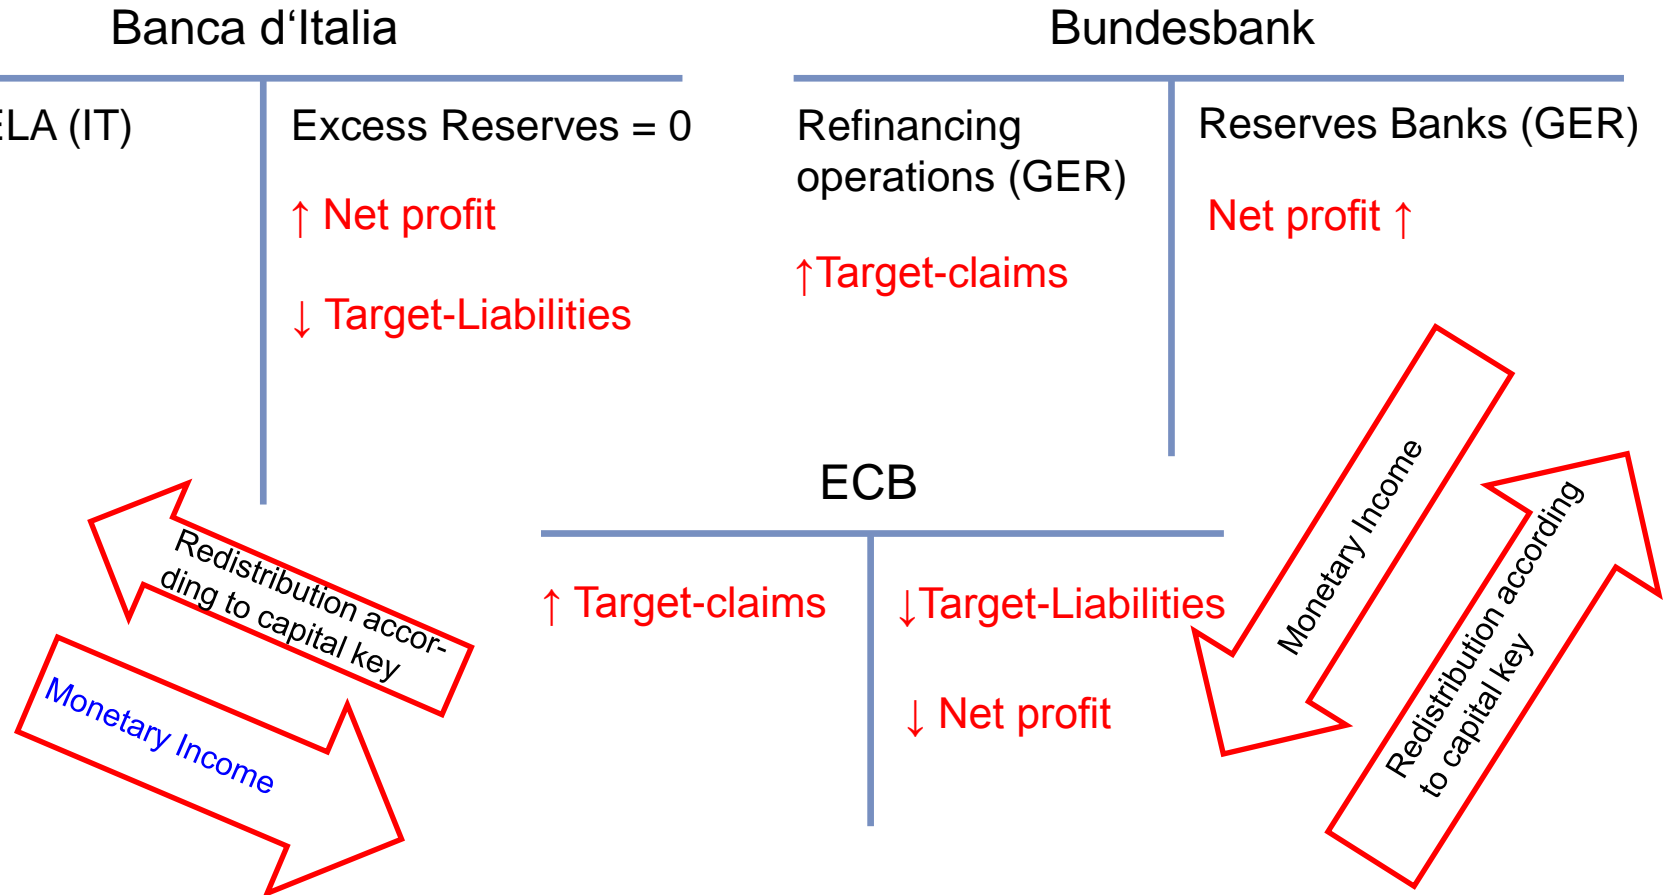 Banca d‘Italia
ELA (IT)
Excess Reserves = 0
↑ Net profit
↓ Target-Liabilities
Bundesbank
Refinancing
operations (GER)
↑Target-claims
Reserves Banks (GER)
Net profit ↑
ECB
↑ Target-claims
↓Target-Liabilities
↓ Net profit
Redistribution accor-
ding to capital key
Monetary Income
Monetary Income
Redistribution according
to capital key